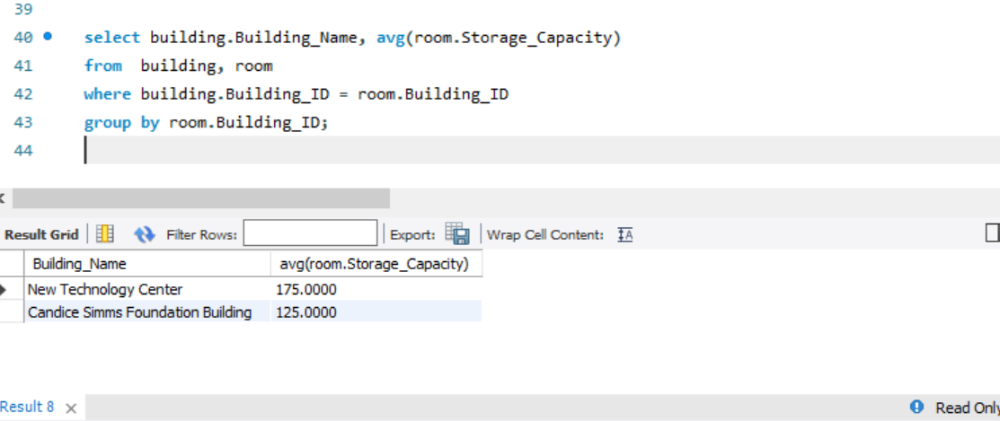 39
40 select building.Building_Name, avg(room.Storage_Capacity)
41 from building, room
42 where building.Building_ID = room.Building_ID
43 group by room.Building_ID;
44
Result Grid Filter Rows: Export: Wrap Cell Content: IA
Building_Name avg(room.Storage_Capacity)
New Technology Center 175.0000
Candice Simms Foundation Building 125.0000
Result 8 × Read Only